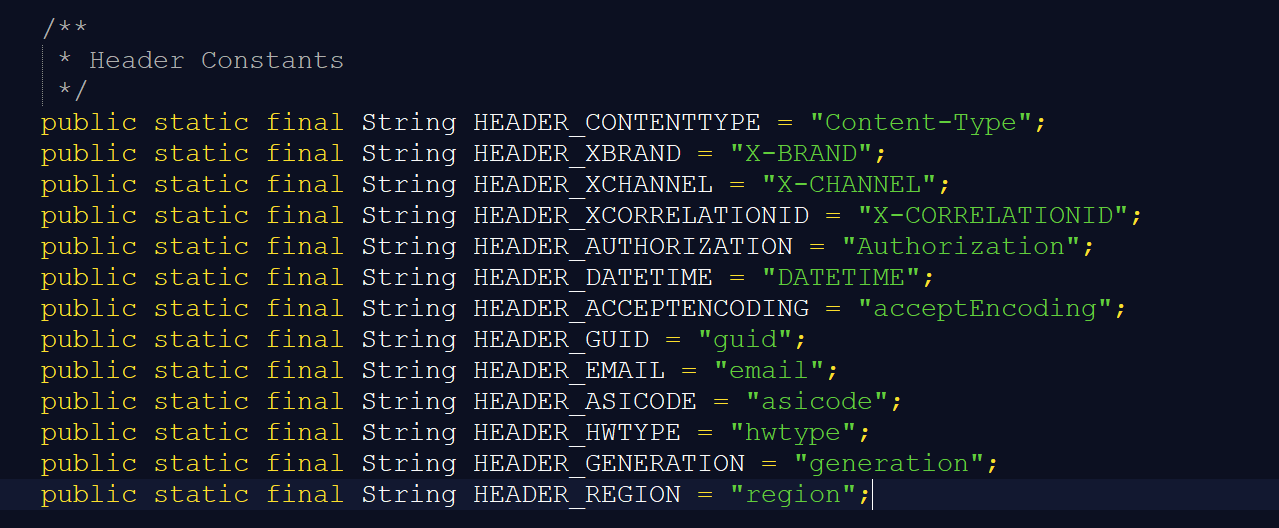 /**
* Header Constants
*/
public static final String HEADER_CONTENTTYPE = "Content-Type";
public static final String HEADER_XBRAND = "X-BRAND";
public static final String HEADER_XCHANNEL = "X-CHANNEL";
public static final String HEADER_XCORRELATIONID = "X-CORRELATIONID";
public static final String HEADER_AUTHORIZATION = "Authorization";
public static final String HEADER_DATETIME = "DATETIME";
public static final String HEADER_ACCEPTENCODING = "acceptEncoding";
public static final String HEADER_GUID = "guid";
public static final String HEADER_EMAIL = "email";
public static final String HEADER_ASICODE = "asicode";
public static final String HEADER_HWTYPE = "hwtype";
public static final String HEADER_GENERATION = "generation";
public static final String HEADER_REGION = "region";